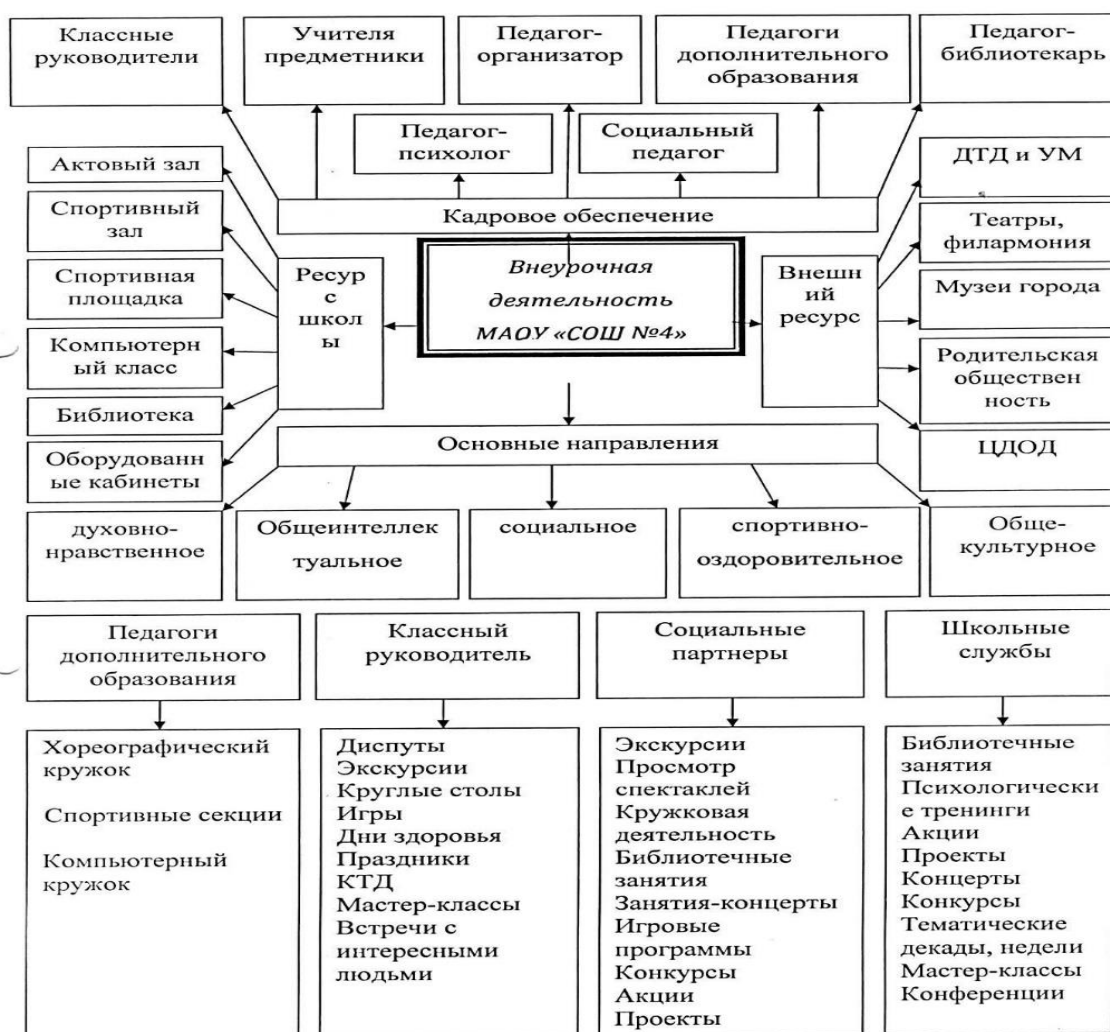 Классные
руководители
Учителя
предметники
Педагог-
организатор
Педагоги
дополнительного
образования
Педагог-
библиотекарь
Педагог-
психолог
Социальный
педагог
Кадровое обеспечение
Актовый зал
Спортивный
зал
Спортивная
площадка
Компьютерн
ый класс
Библиотека
Оборудованн
ые кабинеты
Ресур
с
школ
ы
Внеурочная
деятельность
МАОУ «СОШ №4»
Внешн
ий
ресурс
ДТД и УМ
Театры,
филармония
Музеи города
Родительская
обществен
ность
ЦДОД
Основные направления
духовно-
нравственное
Общеинтеллек
туальное
социальное
спортивно-
оздоровительное
Обще-
культурное
Педагоги
дополнительного
образования
Классный
руководитель
Социальные
партнеры
Школьные
службы
Хореографический
кружок
Спортивные секции
Компьютерный
кружок
Диспуты
Экскурсии
Круглые столы
Игры
Дни здоровья
Праздники
КТД
Мастер-классы
Встречи с
интересными
людьми
Экскурсии
Просмотр
спектаклей
Кружковая
деятельность
Библиотечные
занятия
Занятия-концерты
Игровые
программы
Конкурсы
Акции
Проекты
Библиотечные
занятия
Психологически
е тренинги
Акции
Проекты
Концерты
Конкурсы
Тематические
декады, недели
Мастер-классы
Конференции